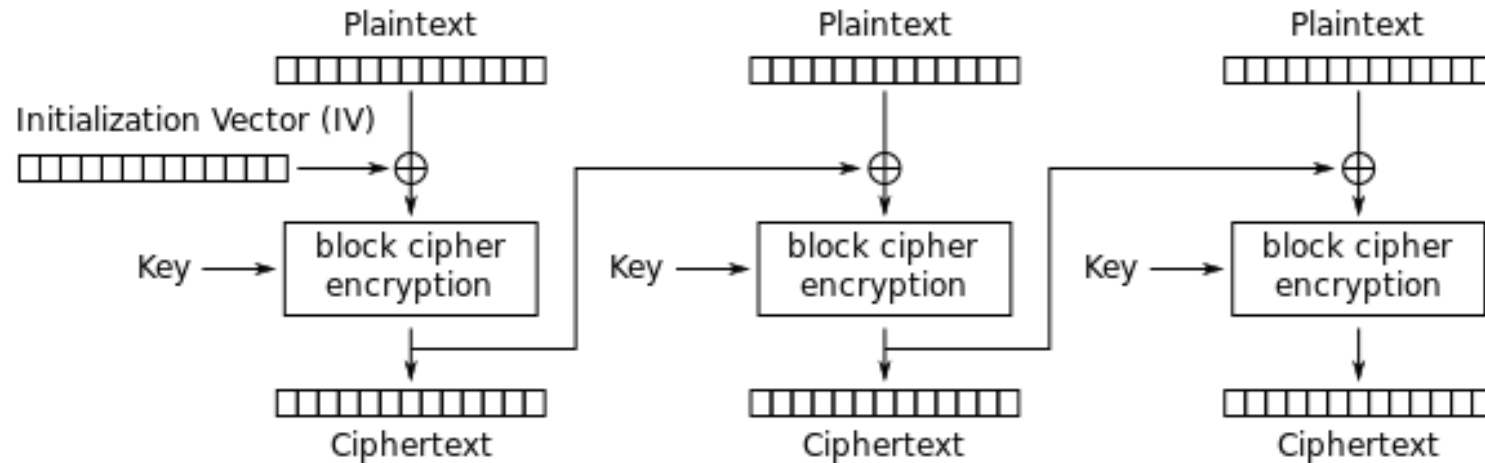 Plaintext
Plaintext
Plaintext
Initialization Vector (IV)
Key
block cipher
encryption
Key
block cipher
encryption
Key
block cipher
encryption
Ciphertext
Ciphertext
Ciphertext